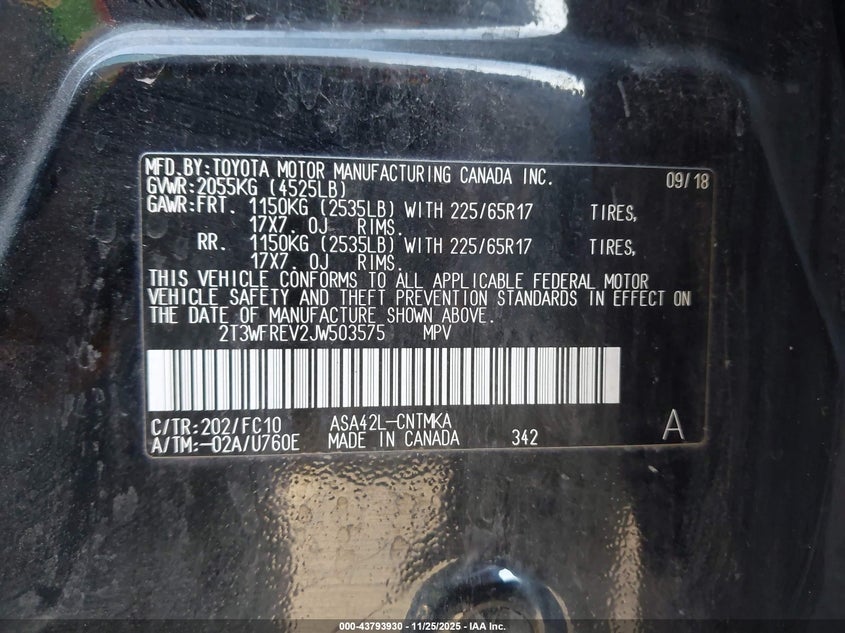 MFD.BY:TOYOTA MOTOR MANUFACTURING CANADA INC. 09/18
GVWR:2055KG (4525LB)
GAWR:FRT. 1150KG (2535LB) WITH 225/65R17 TIRES,
17X7.0J RIMS.
RR. 1150KG (2535LB) WITH 225/65R17 TIRES,
17X7.0J RIMS.
THIS VEHICLE CONFORMS TO ALL APPLICABLE FEDERAL MOTOR
VEHICLE SAFETY AND THEFT PREVENTION STANDARDS IN EFFECT ON
THE DATE OF MANUFACTURE SHOWN ABOVE.
2T3WFREV2JW503575 MPV
C/TR:202/FC10 ASA42L-CNTMKA A
A/TM:-02A/U760E MADE IN CANADA 342
000-43793930 - 11/25/2025 - IAA Inc.